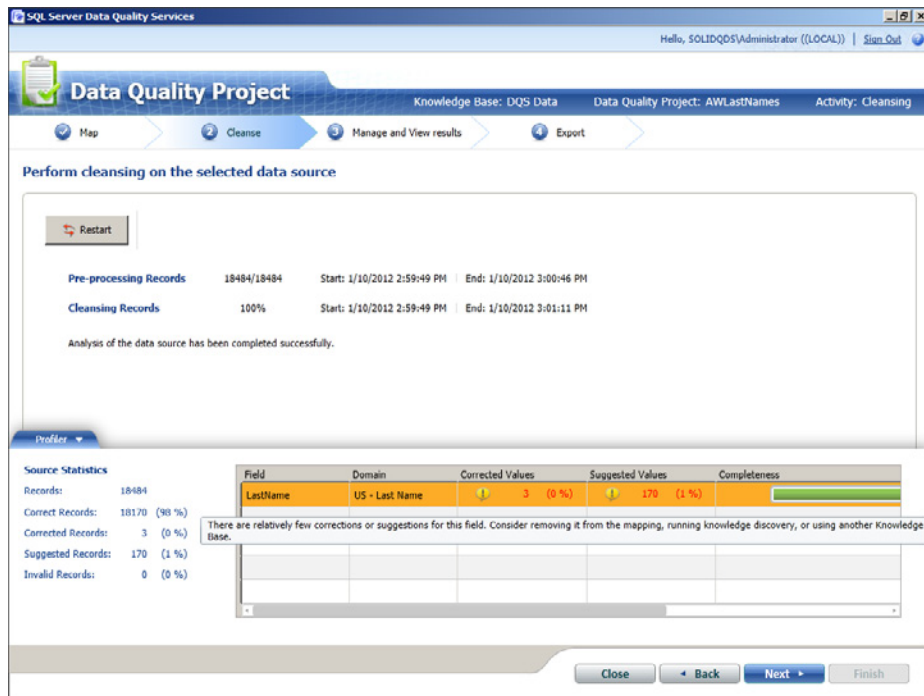 SQL Server Data Quality Services
Hello, SOLIDQDS\Administrator ((LOCAL)) | Sign Out
Data Quality Project
Knowledge Base: DQS Data Data Quality Project: AWLastNames Activity: Cleansing
Map 2 Cleanse 3 Manage and View results 4 Export
Perform cleansing on the selected data source
Restart
Pre-processing Records 18484/18484 Start: 1/10/2012 2:59:49 PM End: 1/10/2012 3:00:46 PM
Cleansing Records 100% Start: 1/10/2012 2:59:49 PM End: 1/10/2012 3:01:11 PM
Analysis of the data source has been completed successfully.
Profiler
Source Statistics
Records: 18484
Correct Records: 18170 (98 %)
Corrected Records: 3 (0 %)
Suggested Records: 170 (1 %)
Invalid Records: 0 (0 %)
Field Domain Corrected Values Suggested Values Completeness
LastName US - Last Name 3 (0 %) 170 (1 %)
There are relatively few corrections or suggestions for this field. Consider removing it from the mapping, running knowledge discovery, or using another Knowledge
Base.
Close Back Next Finish